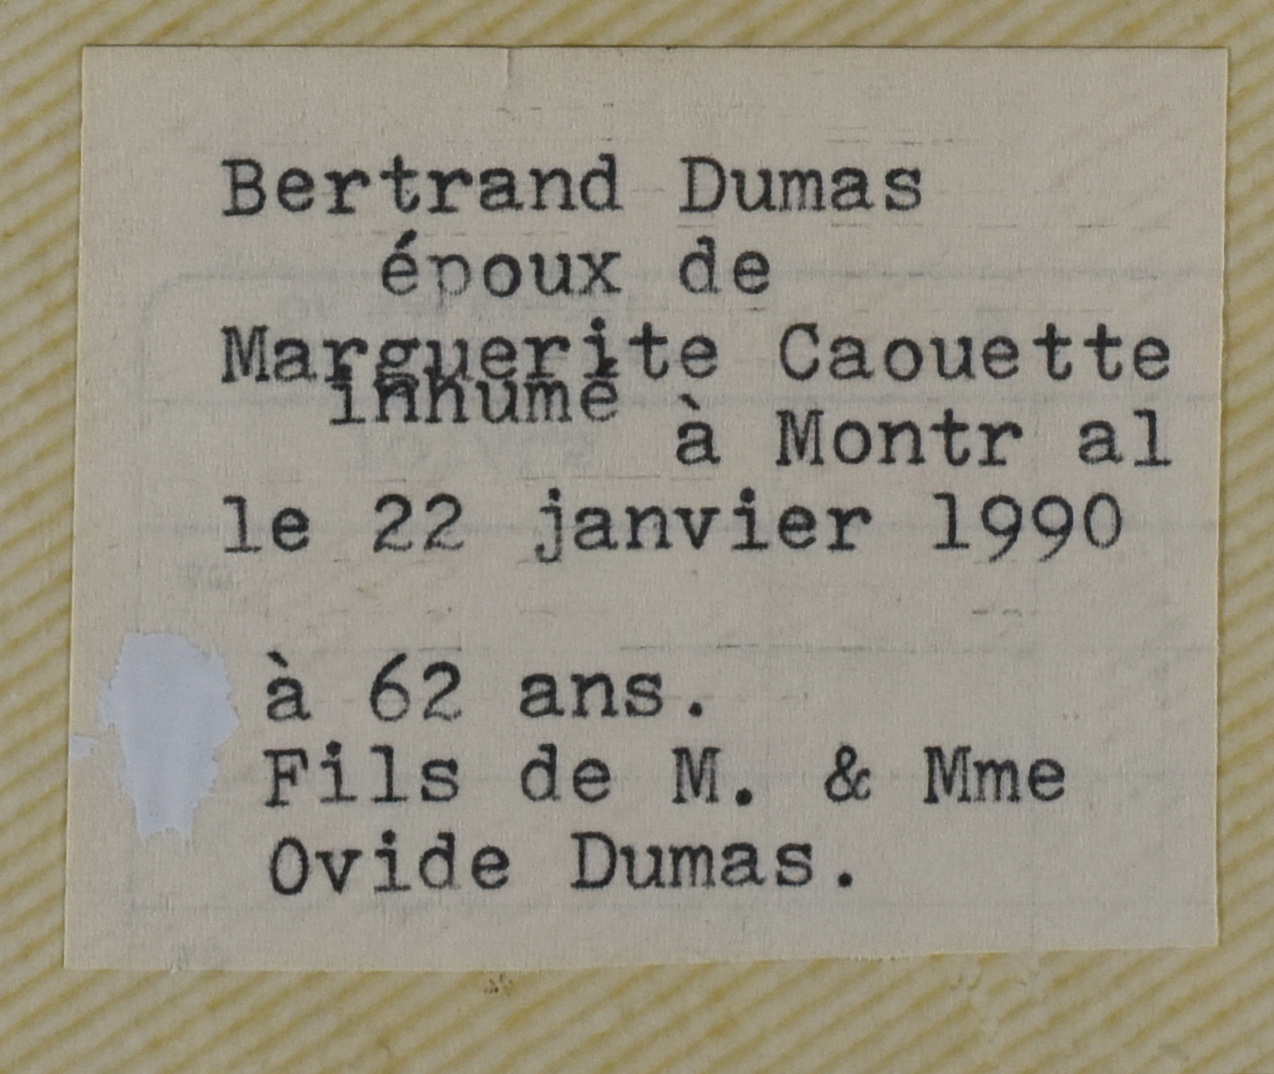 Bertrand Dumas
époux de
Marguerite Caouette
inhumé
à Montr al
le 22 janvier 1990
à 62 ans.
Fils de M. & Mme
Ovide Dumas.